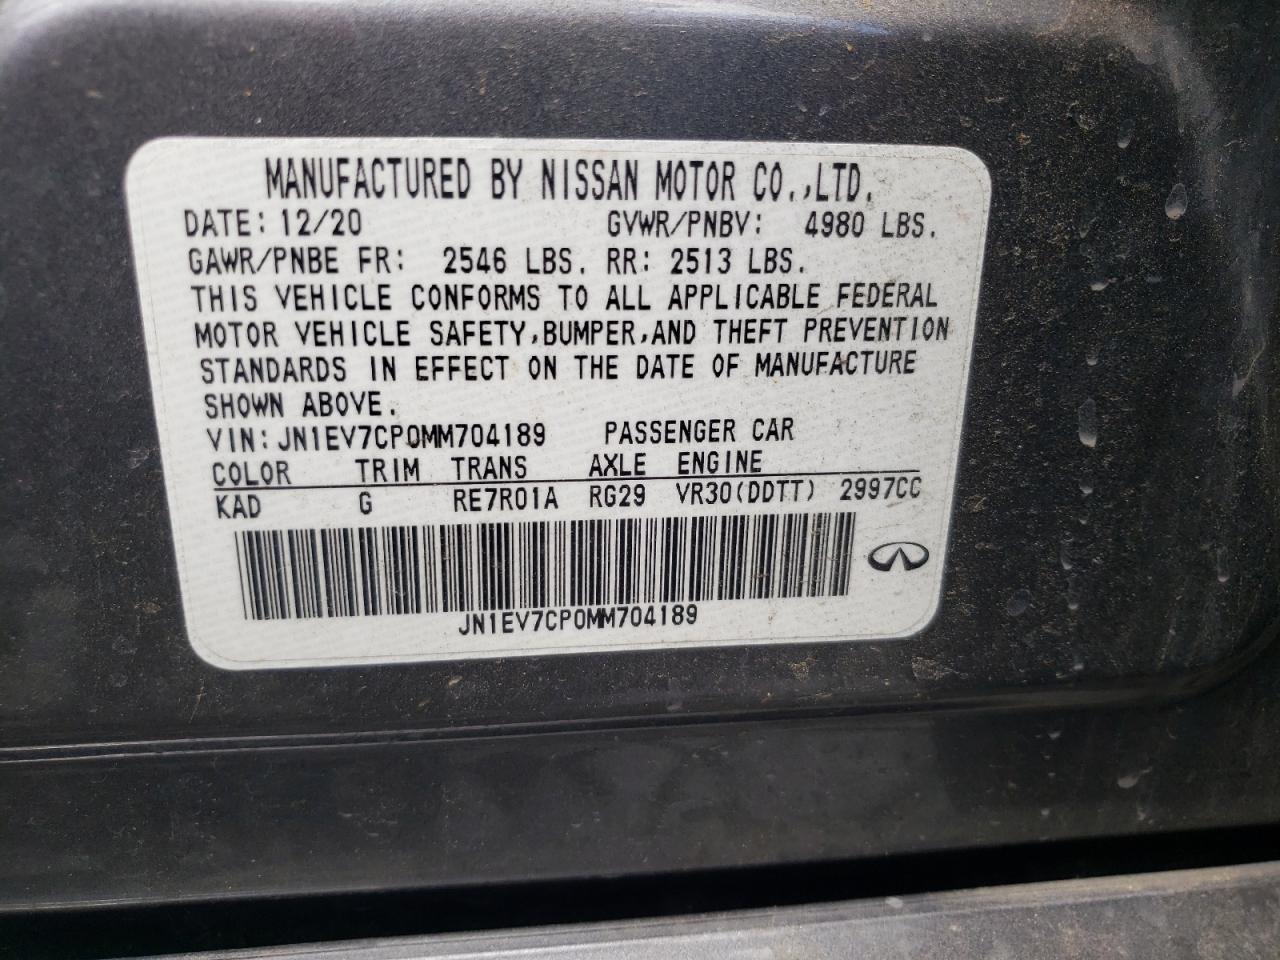 MANUFACTURED BY NISSAN MOTOR CO.,LTD.
DATE: 12/20 GVWR/PNBV: 4980 LBS.
GAWR/PNBE FR: 2546 LBS. RR: 2513 LBS.
THIS VEHICLE CONFORMS TO ALL APPLICABLE FEDERAL
MOTOR VEHICLE SAFETY,BUMPER,AND THEFT PREVENTION
STANDARDS IN EFFECT ON THE DATE OF MANUFACTURE
SHOWN ABOVE.
VIN: JN1EV7CP0MM704189 PASSENGER CAR
COLOR TRIM TRANS AXLE ENGINE
KAD G RE7R01A RG29 VR30(DDTT) 2997CC
JN1EV7CP0MM704189